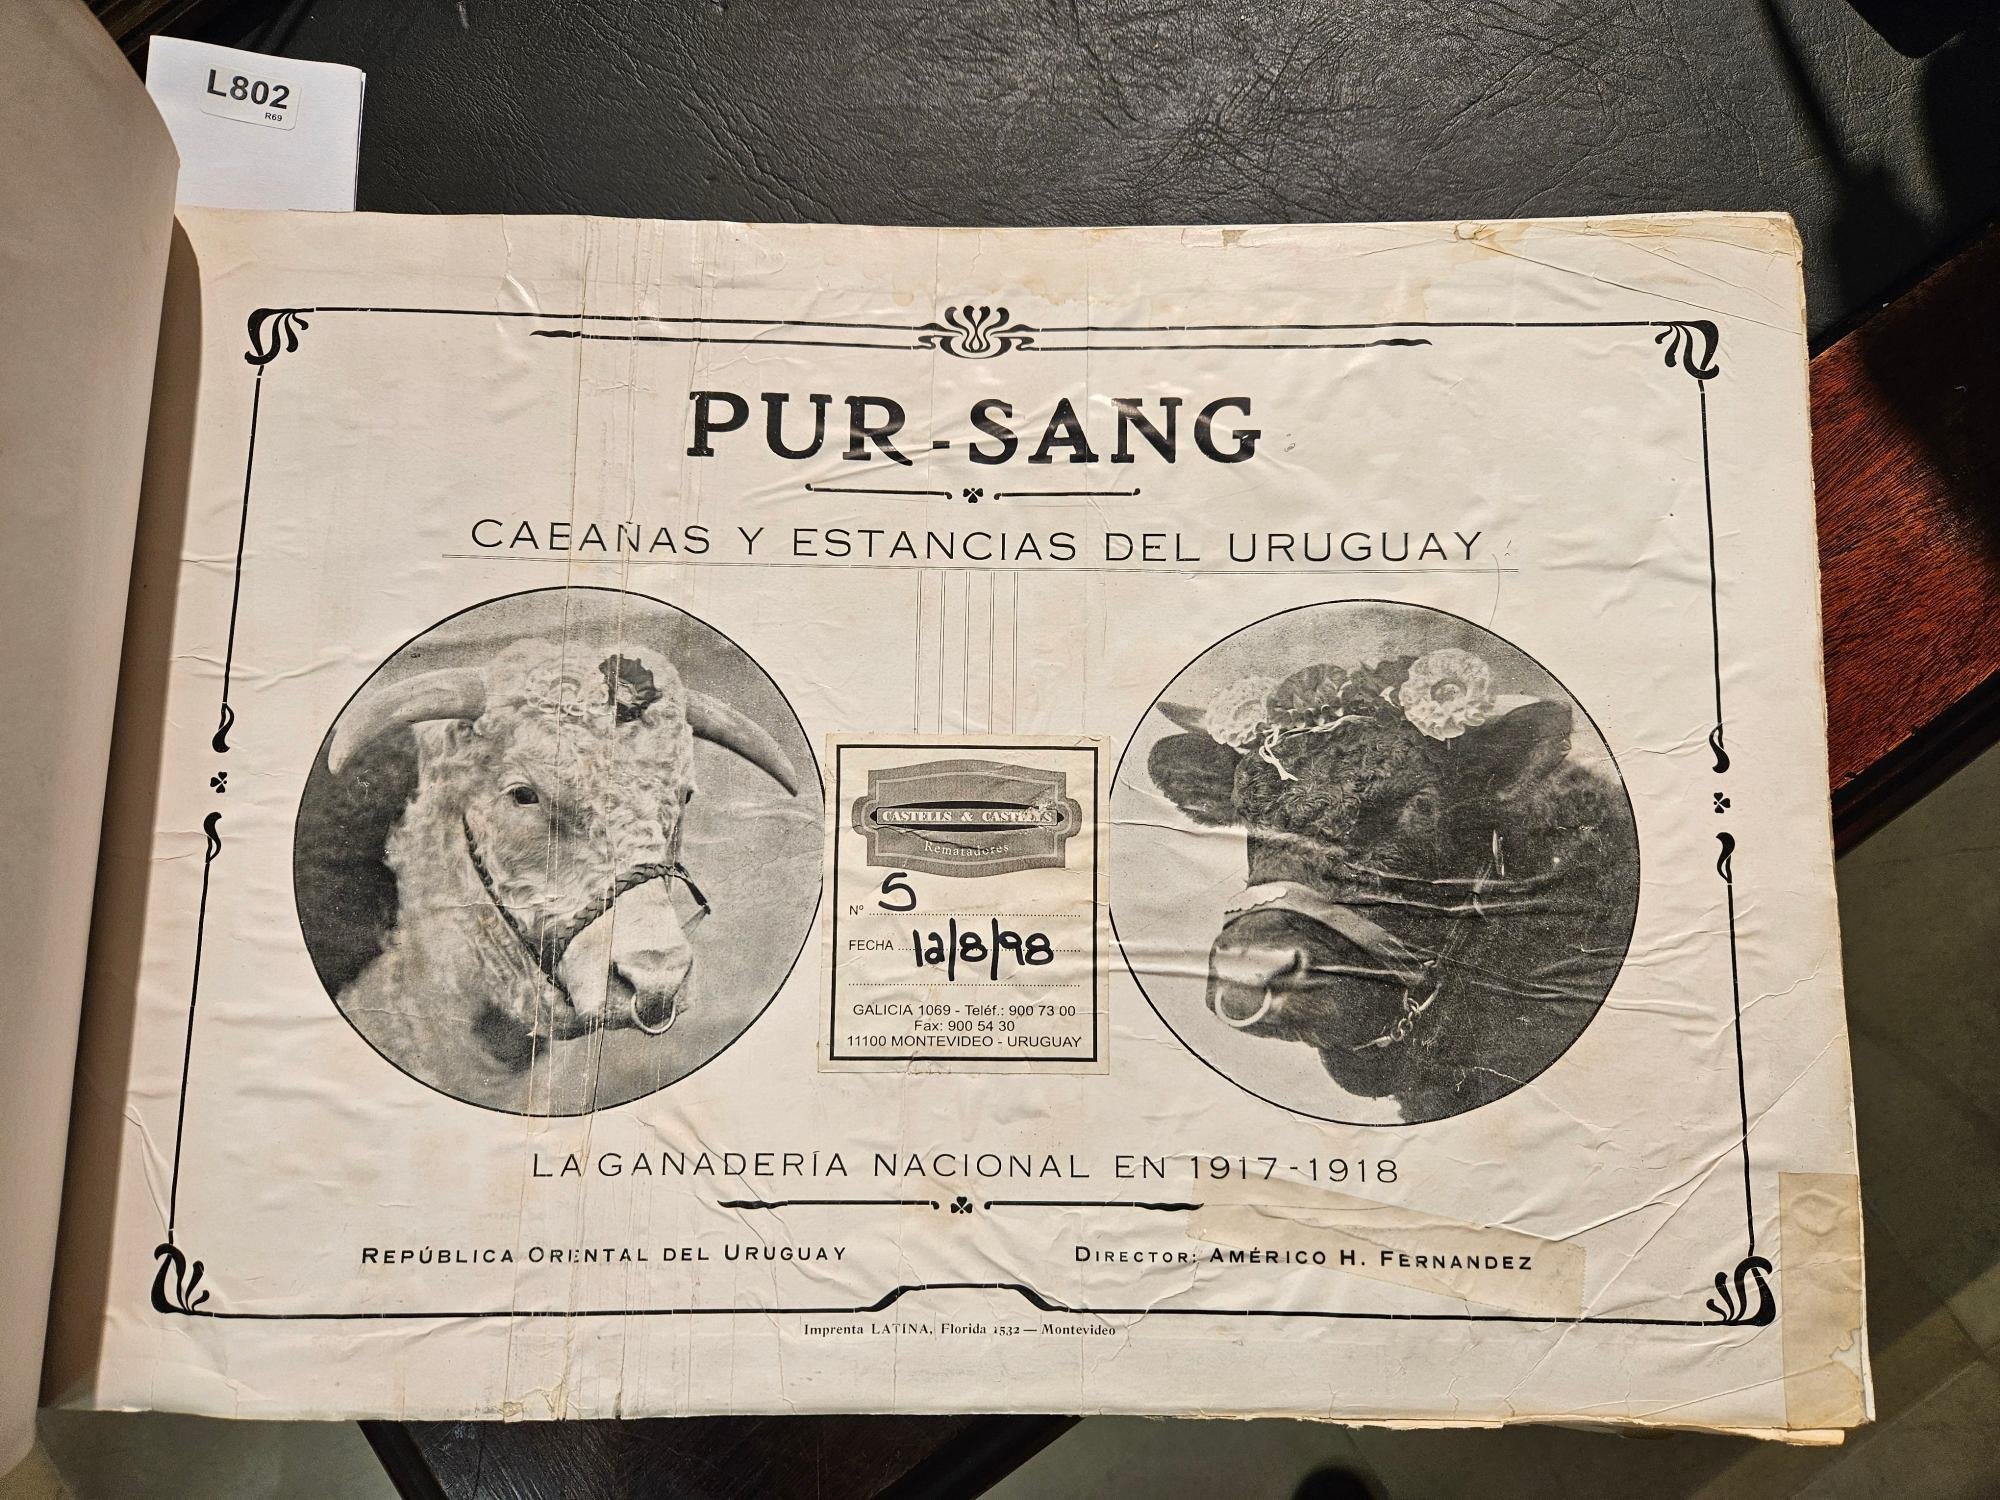 L802
R69
PUR-SANG
CABAÑAS Y ESTANCIAS DEL URUGUAY
CASTELLS & CASTELLS
Rematadores
Nº 5
FECHA 12/8/98
GALICIA 1069 - Teléf.: 900 73 00
Fax: 900 54 30
11100 MONTEVIDEO - URUGUAY
LA GANADERÍA NACIONAL EN 1917-1918
REPÚBLICA ORIENTAL DEL URUGUAY
DIRECTOR: AMÉRICO H. FERNANDEZ
Imprenta LATINA, Florida 1532 — Montevideo